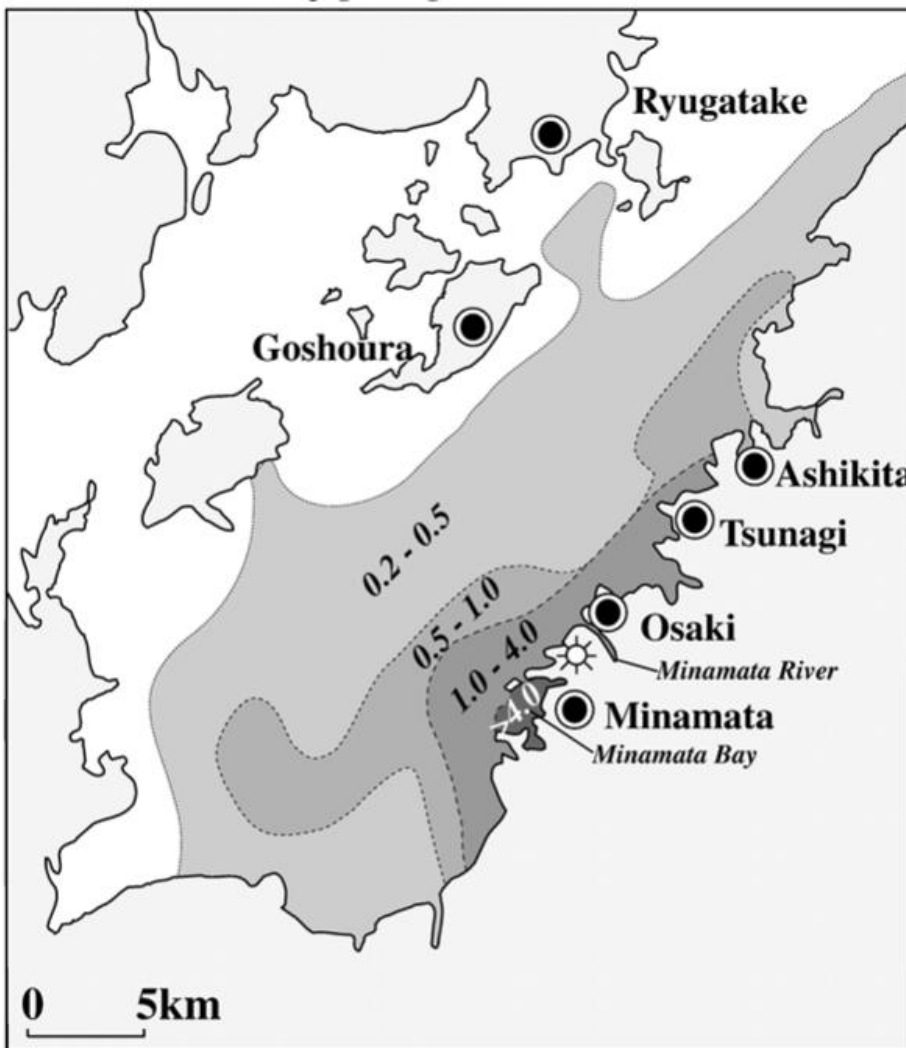 Ryugatake
Goshoura
Ashikita
Tsunagi
0.2 - 0.5
0.5 - 1.0
Osaki
1.0 - 4.0
Minamata River
>4.0
Minamata
Minamata Bay
0 5km